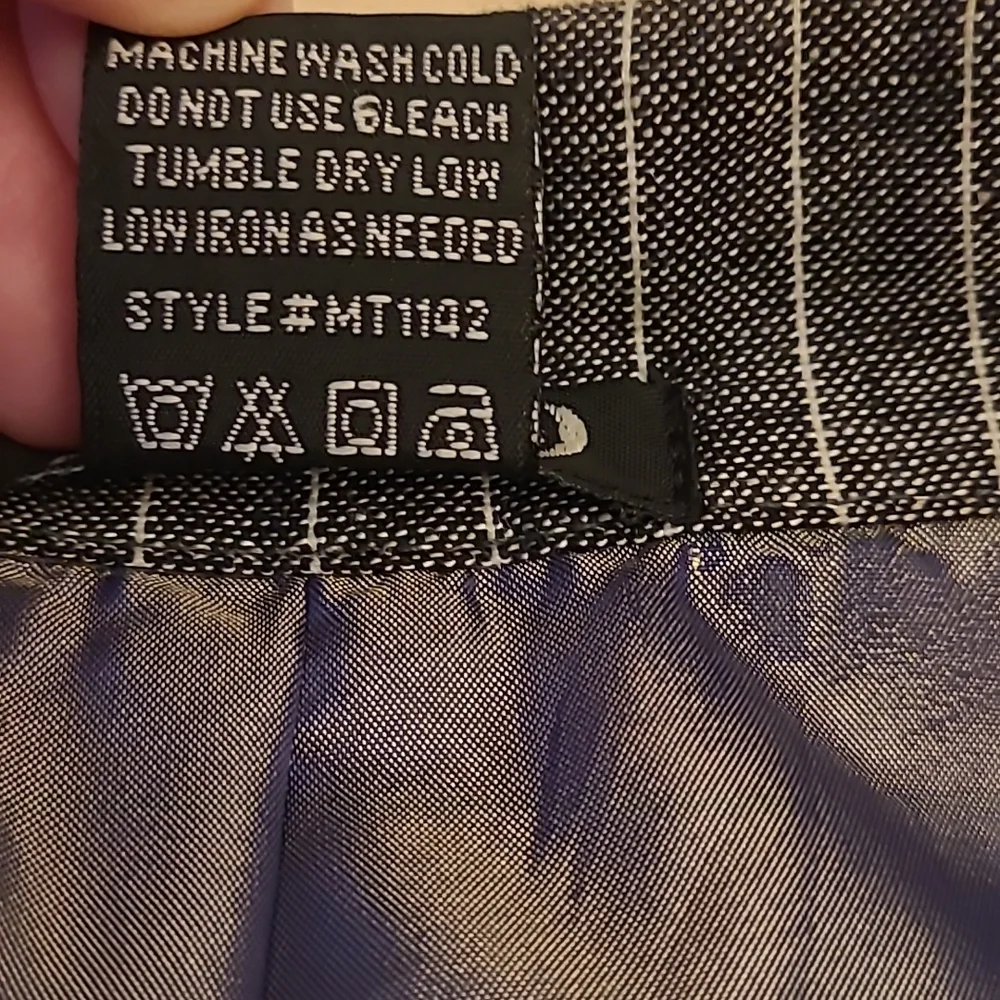 MACHINE WASH COLD
DO NOT USE BLEACH
TUMBLE DRY LOW
LOW IRON AS NEEDED
STYLE#MT1142